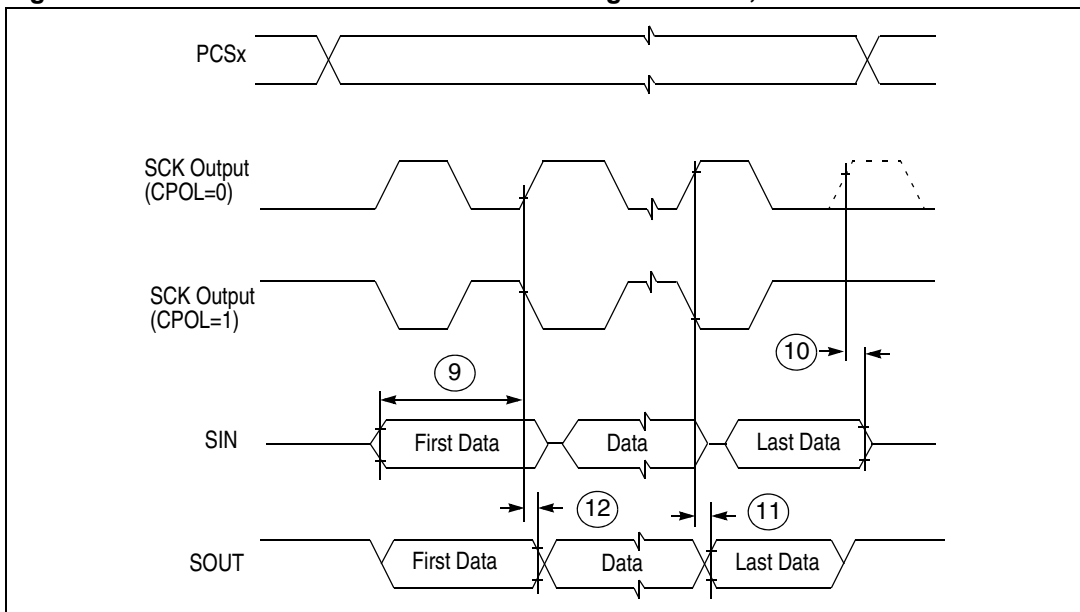 PCSx
SCK Output
(CPOL=0)
SCK Output
(CPOL=1)
10
9
SIN
First Data
Data
Last Data
12
11
SOUT
First Data
Data
Last Data